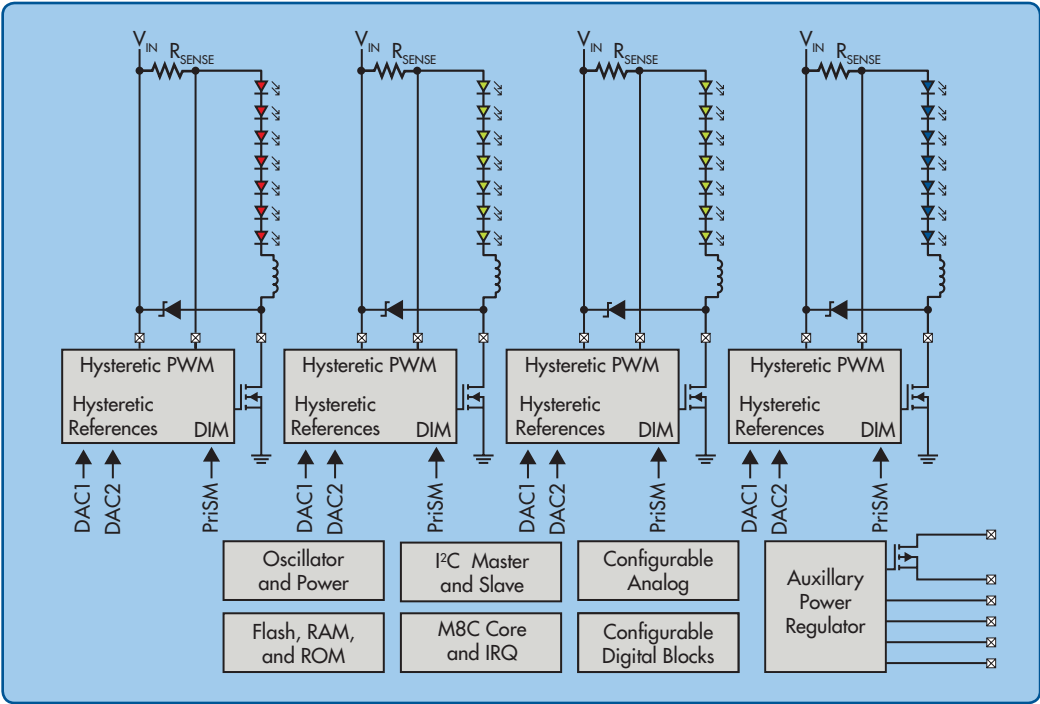 VIN RSENSE
VIN RSENSE
VIN RSENSE
VIN RSENSE
Hysteretic PWM
Hysteretic
References
DIM
Hysteretic PWM
Hysteretic
References
DIM
Hysteretic PWM
Hysteretic
References
DIM
Hysteretic PWM
Hysteretic
References
DIM
DAC1
DAC2
PriSM
DAC1
DAC2
PriSM
DAC1
DAC2
PriSM
DAC1
DAC2
PriSM
Oscillator
and Power
I²C Master
and Slave
Configurable
Analog
Auxillary
Power
Regulator
Flash, RAM,
and ROM
M8C Core
and IRQ
Configurable
Digital Blocks